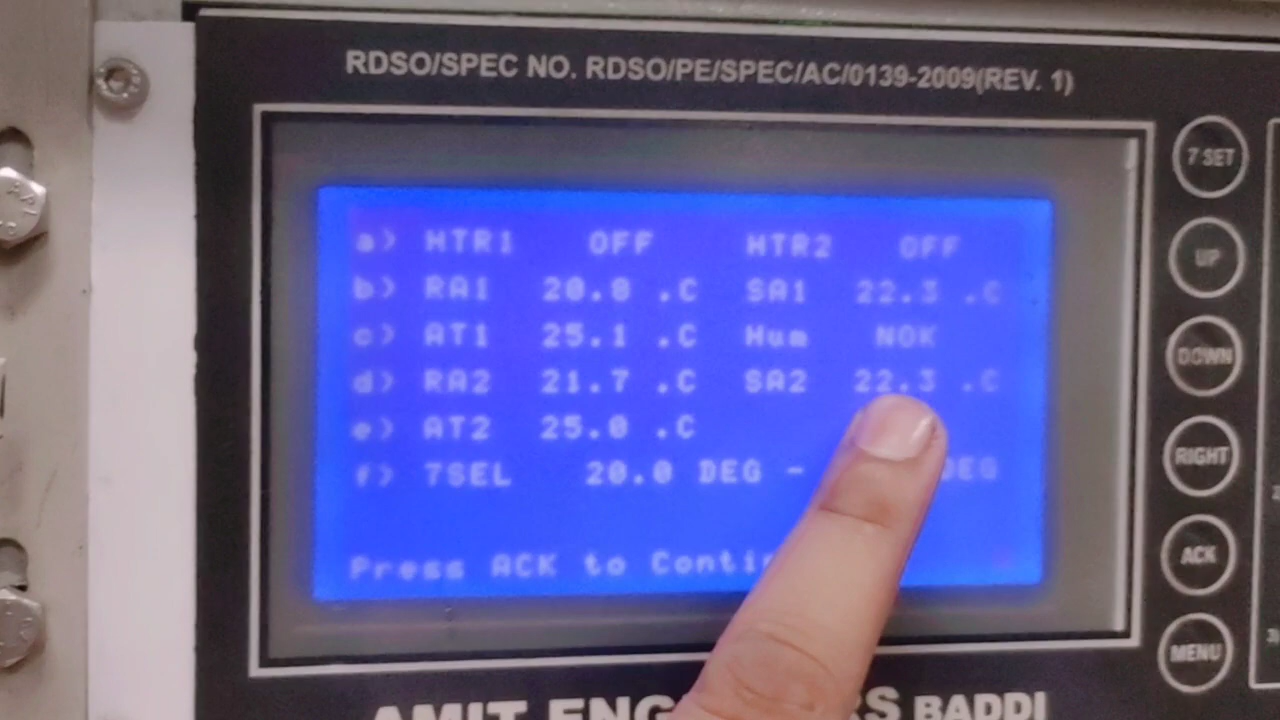 RDSO/SPEC NO. RDSO/PE/SPEC/AC/0139-2009(REV. 1)
a) HTR1 OFF HTR2 OFF
b) RA1 20.8 .C SA1 22.3 .C
c) AT1 25.1 .C Hum NOK
d) RA2 21.7 .C SA2 22.3 .C
e) AT2 25.0 .C
f) 7SEL 20.0 DEG - DEG
Press ACK to
AMIT BADDI
7 SET
UP
DOWN
RIGHT
ACK
MENU